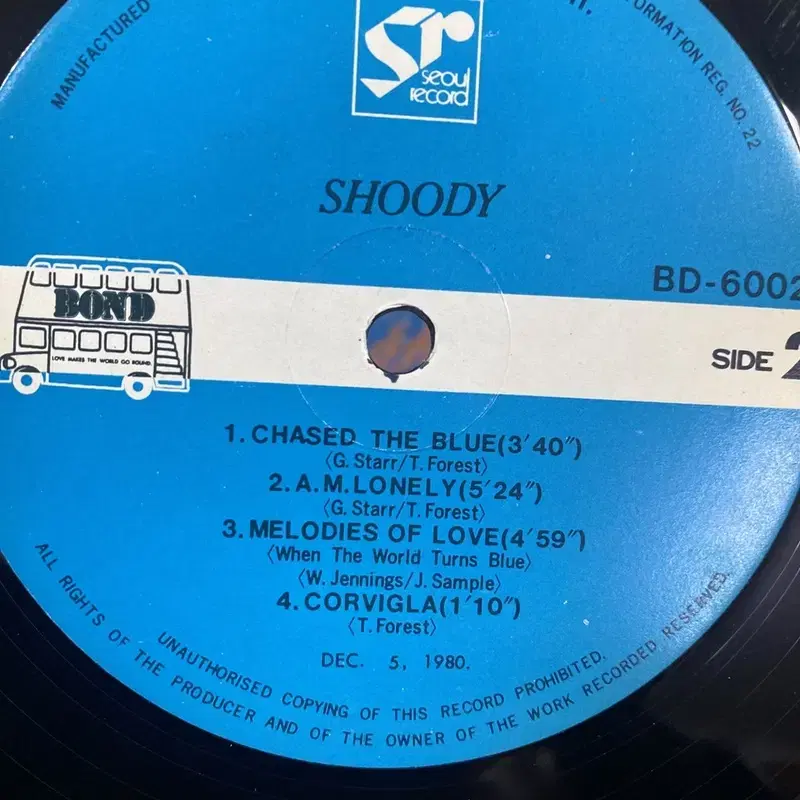 MANUFACTURED
FORMATION REG. NO. 22
Sr
seoul
record
SHOODY
BOND
LOVE MAKES THE WORLD GO ROUND.
BD-6002
SIDE 2
1. CHASED THE BLUE(3′40″)
⟨G. Starr/T. Forest⟩
2. A.M.LONELY(5′24″)
⟨G. Starr/T. Forest⟩
3. MELODIES OF LOVE(4′59″)
⟨When The World Turns Blue⟩
⟨W. Jennings/J. Sample⟩
4. CORVIGLA(1′10″)
⟨T. Forest⟩
DEC. 5, 1980.
UNAUTHORISED COPYING OF THIS RECORD PROHIBITED.
ALL RIGHTS OF THE PRODUCER AND OF THE OWNER OF THE WORK RECORDED RESERVED.